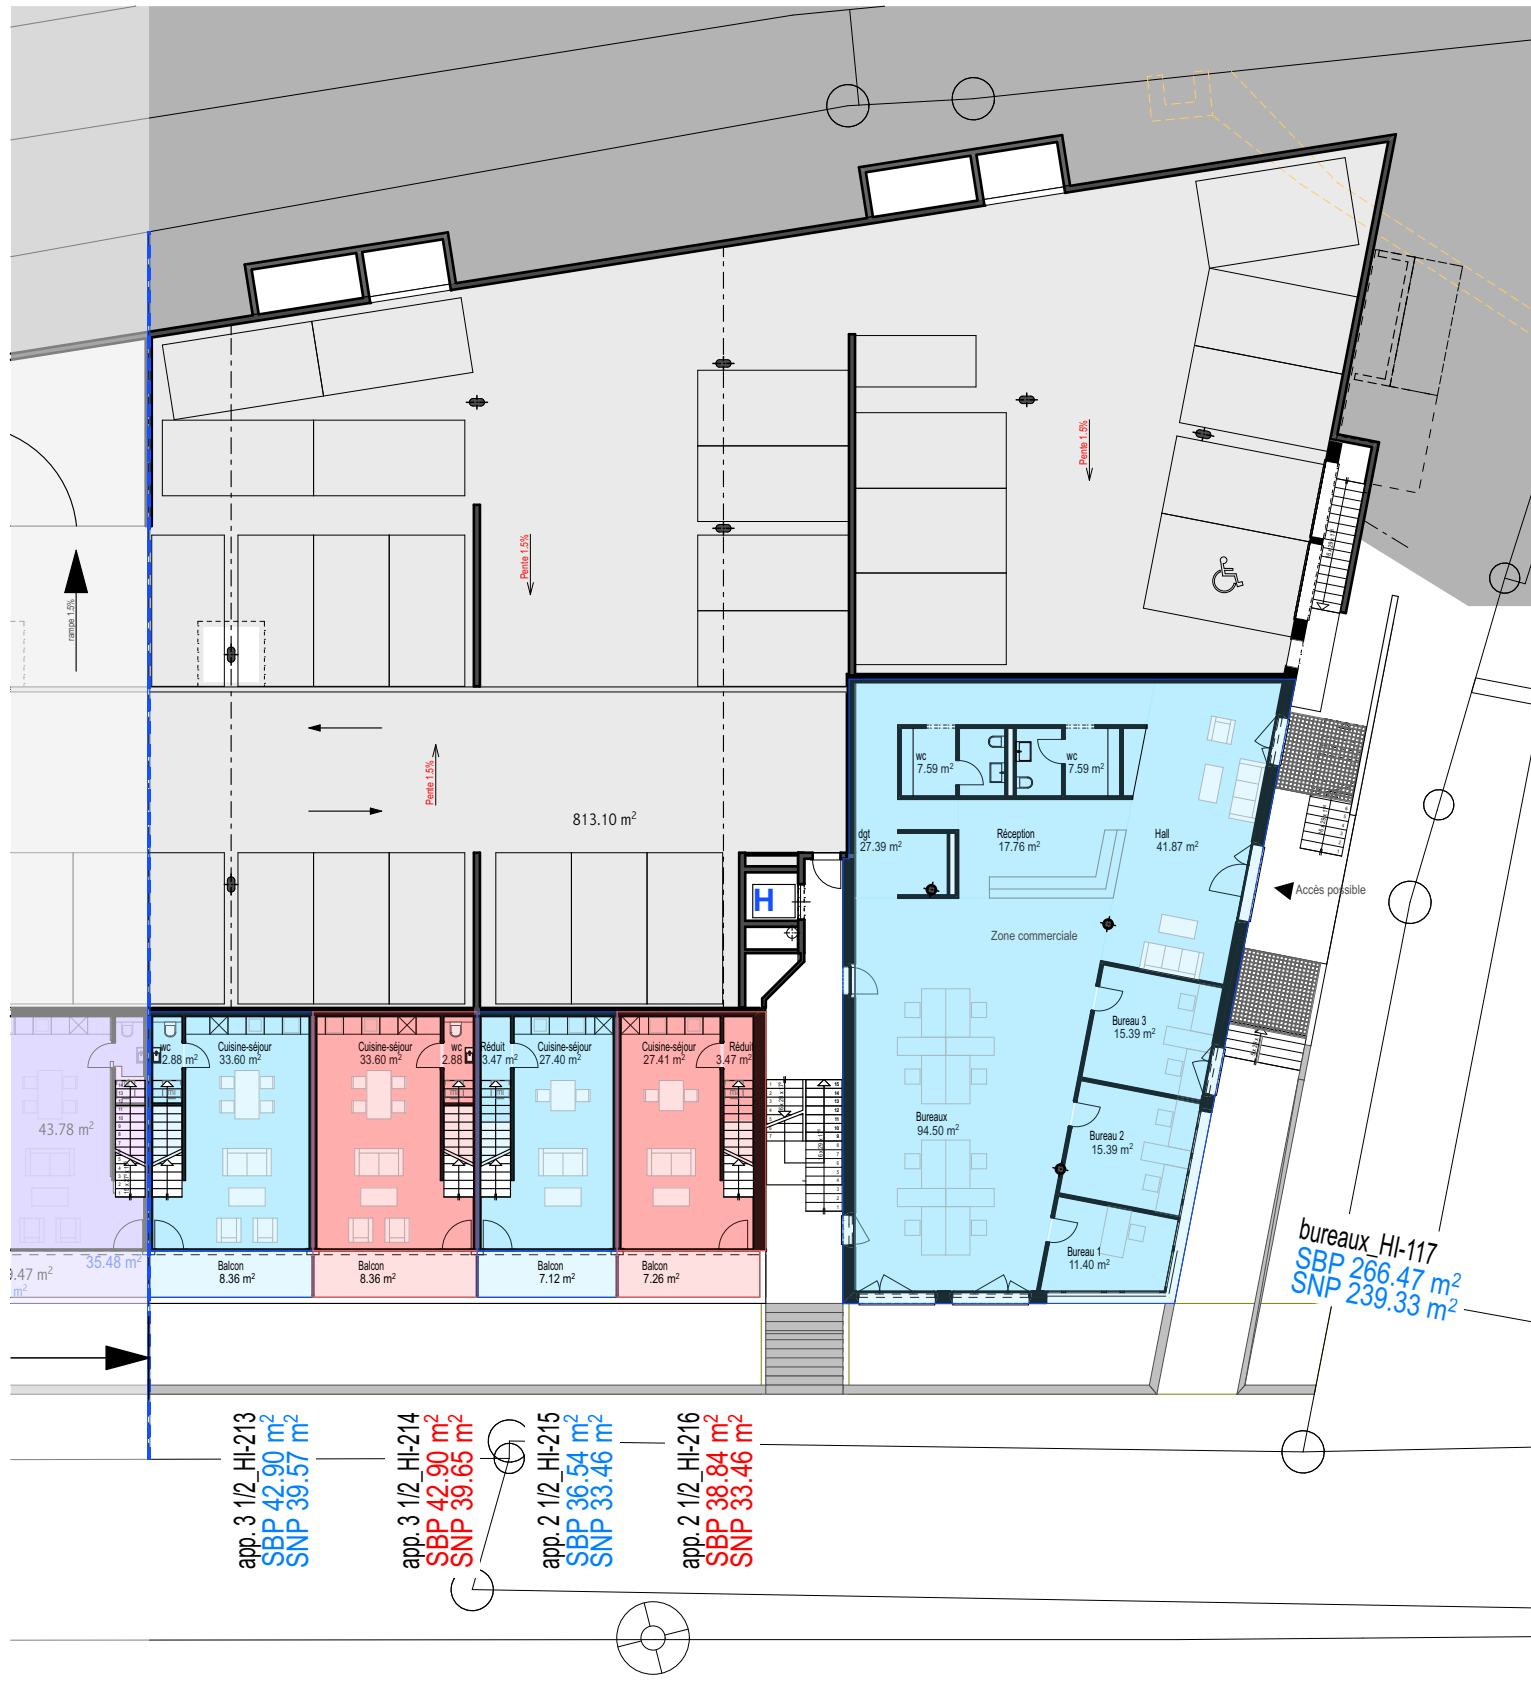 Pente 1.5%
Pente 1.5%
rampe 1.5%
Pente 1.5%
813.10 m²
wc
7.59 m²
wc
7.59 m²
dgt
27.39 m²
Réception
17.76 m²
Hall
41.87 m²
H
Accès possible
Zone commerciale
Bureau 3
15.39 m²
Bureaux
94.50 m²
Bureau 2
15.39 m²
Bureau 1
11.40 m²
wc
2.88 m²
Cuisine-séjour
33.60 m²
Cuisine-séjour
33.60 m²
wc
2.88
Réduit
3.47 m²
Cuisine-séjour
27.40 m²
Cuisine-séjour
27.41 m²
Réduit
3.47 m²
43.78 m²
35.48 m²
9.47 m²
m²
Balcon
8.36 m²
Balcon
8.36 m²
Balcon
7.12 m²
Balcon
7.26 m²
bureaux_HI-117
SBP 266.47 m²
SNP 239.33 m²
app. 3 1/2_HI-213
SBP 42.90 m²
SNP 39.57 m²
app. 3 1/2_HI-214
SBP 42.90 m²
SNP 39.65 m²
app. 2 1/2_HI-215
SBP 36.54 m²
SNP 33.46 m²
app. 2 1/2_HI-216
SBP 38.84 m²
SNP 33.46 m²